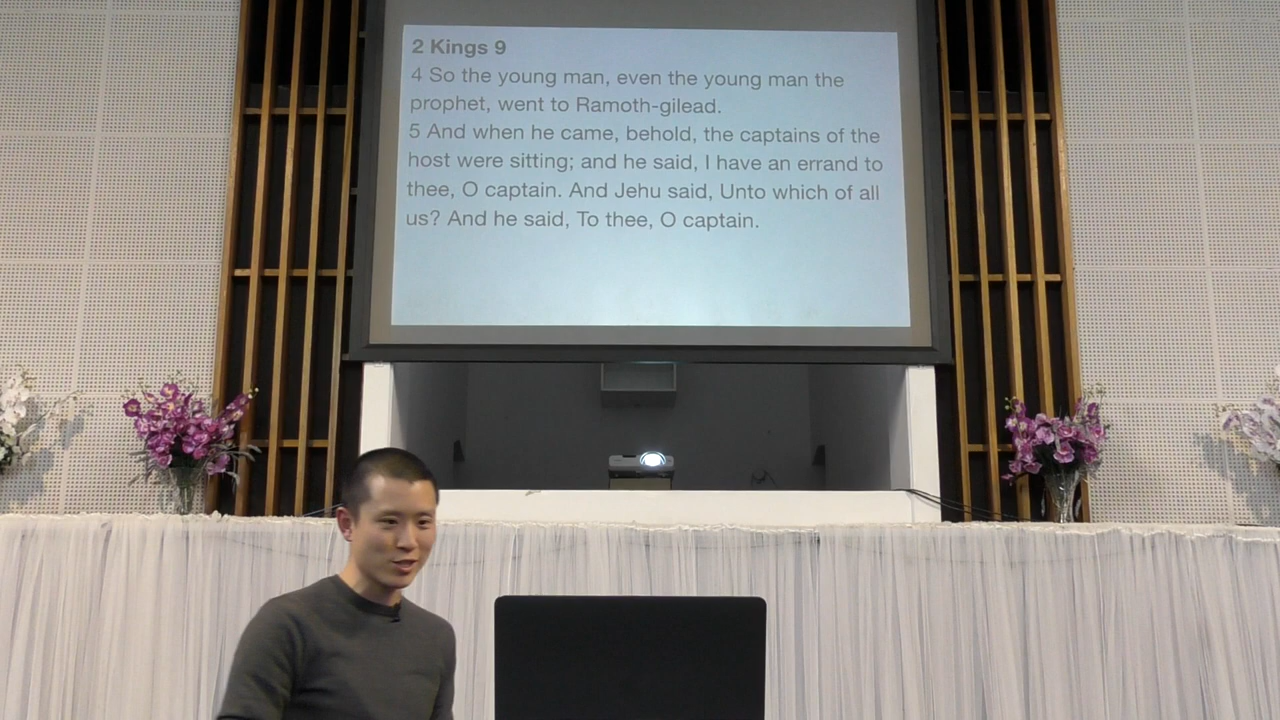 2 Kings 9
4 So the young man, even the young man the
prophet, went to Ramoth-gilead.
5 And when he came, behold, the captains of the
host were sitting; and he said, I have an errand to
thee, O captain. And Jehu said, Unto which of all
us? And he said, To thee, O captain.